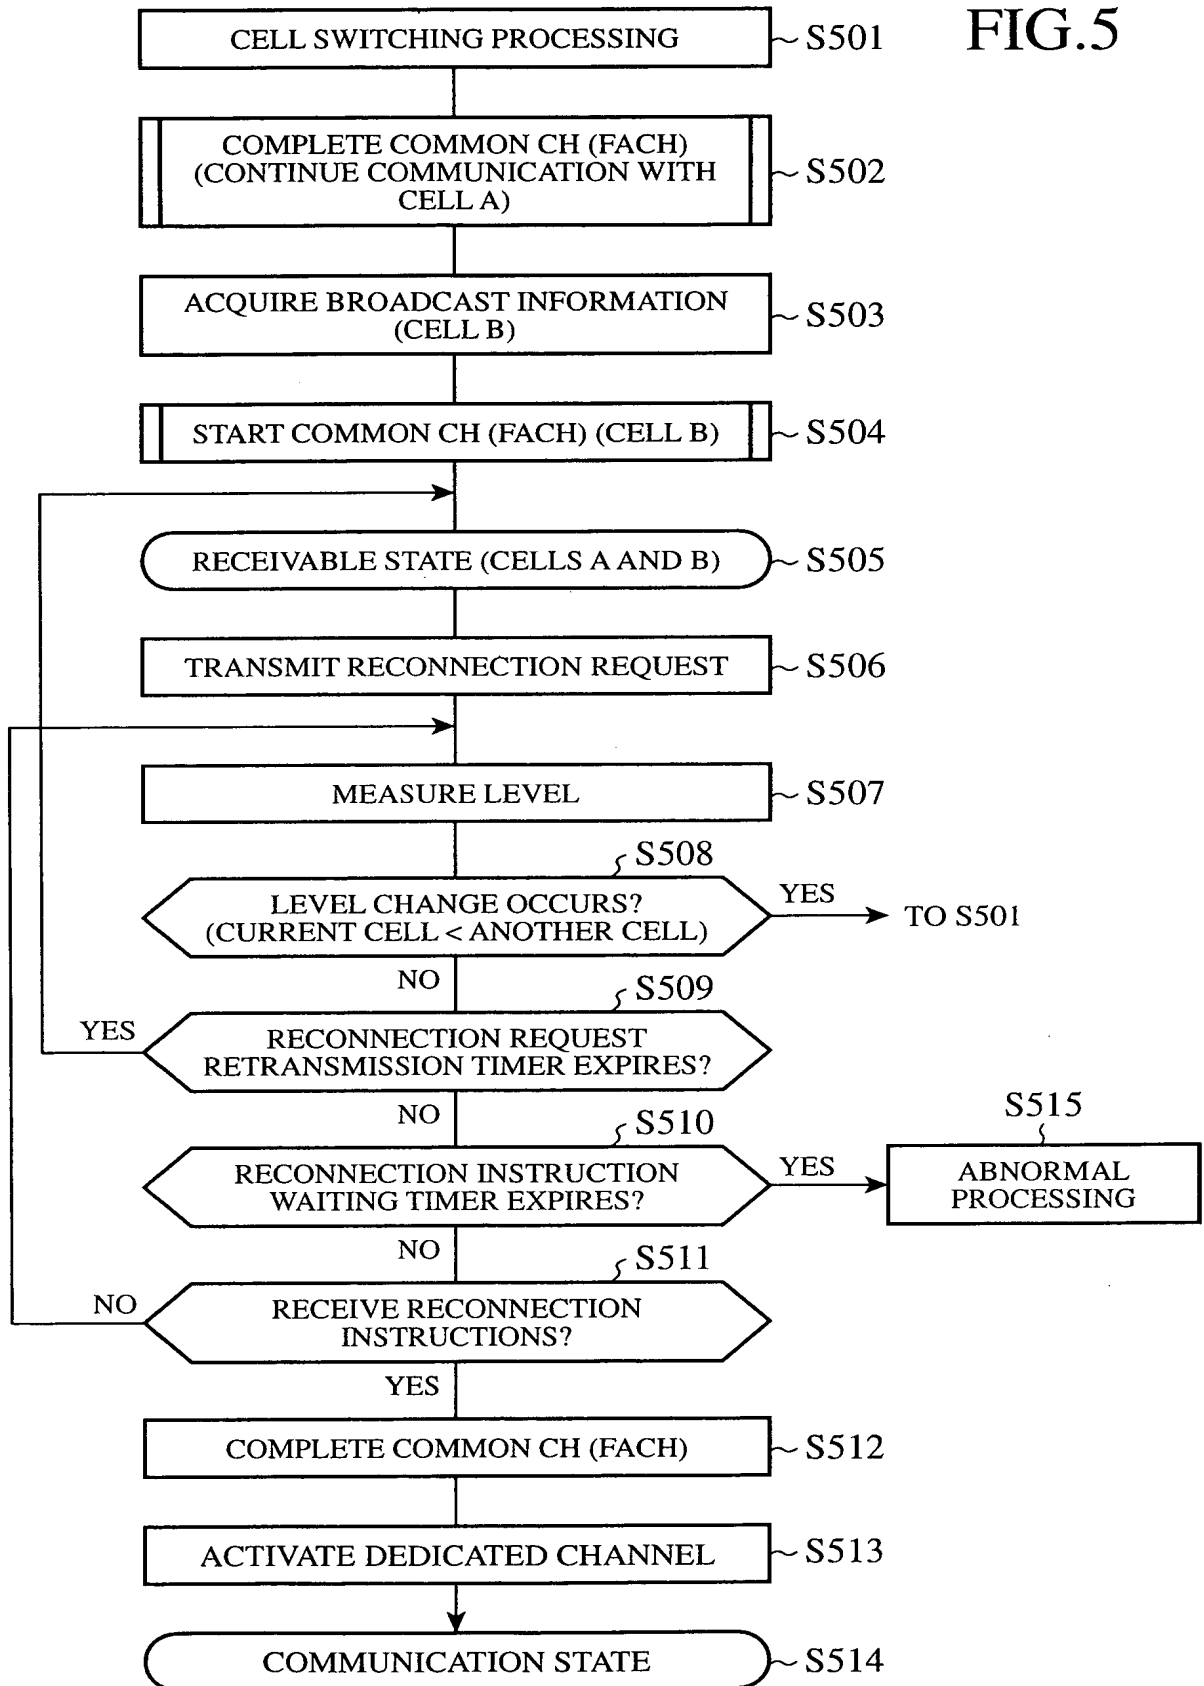 FIG.5
CELL SWITCHING PROCESSING
S501
COMPLETE COMMON CH (FACH)
(CONTINUE COMMUNICATION WITH
CELL A)
S502
ACQUIRE BROADCAST INFORMATION
(CELL B)
S503
START COMMON CH (FACH) (CELL B)
S504
RECEIVABLE STATE (CELLS A AND B)
S505
TRANSMIT RECONNECTION REQUEST
S506
MEASURE LEVEL
S507
S508
LEVEL CHANGE OCCURS?
(CURRENT CELL < ANOTHER CELL)
YES
TO S501
NO
S509
YES
RECONNECTION REQUEST
RETRANSMISSION TIMER EXPIRES?
NO
S510
RECONNECTION INSTRUCTION
WAITING TIMER EXPIRES?
YES
S515
ABNORMAL
PROCESSING
NO
S511
NO
RECEIVE RECONNECTION
INSTRUCTIONS?
YES
COMPLETE COMMON CH (FACH)
S512
ACTIVATE DEDICATED CHANNEL
S513
COMMUNICATION STATE
S514